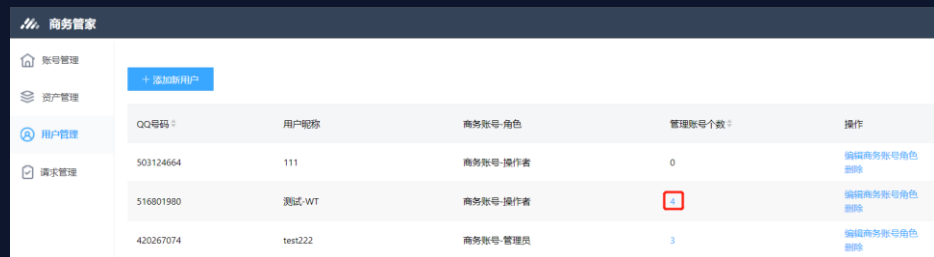 商务管家
账号管理
资产管理
用户管理
请求管理
+ 添加新用户
QQ号码 用户昵称 商务账号-角色 管理账号个数 操作
503124664 111 商务账号-操作者 0 编辑商务账号角色
删除
516801980 测试-WT 商务账号-操作者 4 编辑商务账号角色
删除
420267074 test222 商务账号-管理员 3 编辑商务账号角色
删除